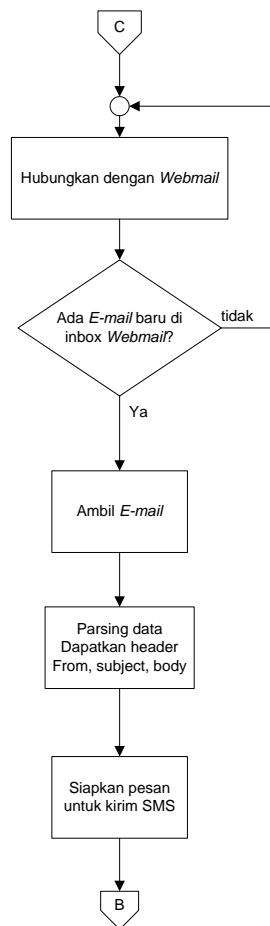 C
Hubungkan dengan Webmail
Ada E-mail baru di
inbox Webmail?
tidak
Ya
Ambil E-mail
Parsing data
Dapatkan header
From, subject, body
Siapkan pesan
untuk kirim SMS
B